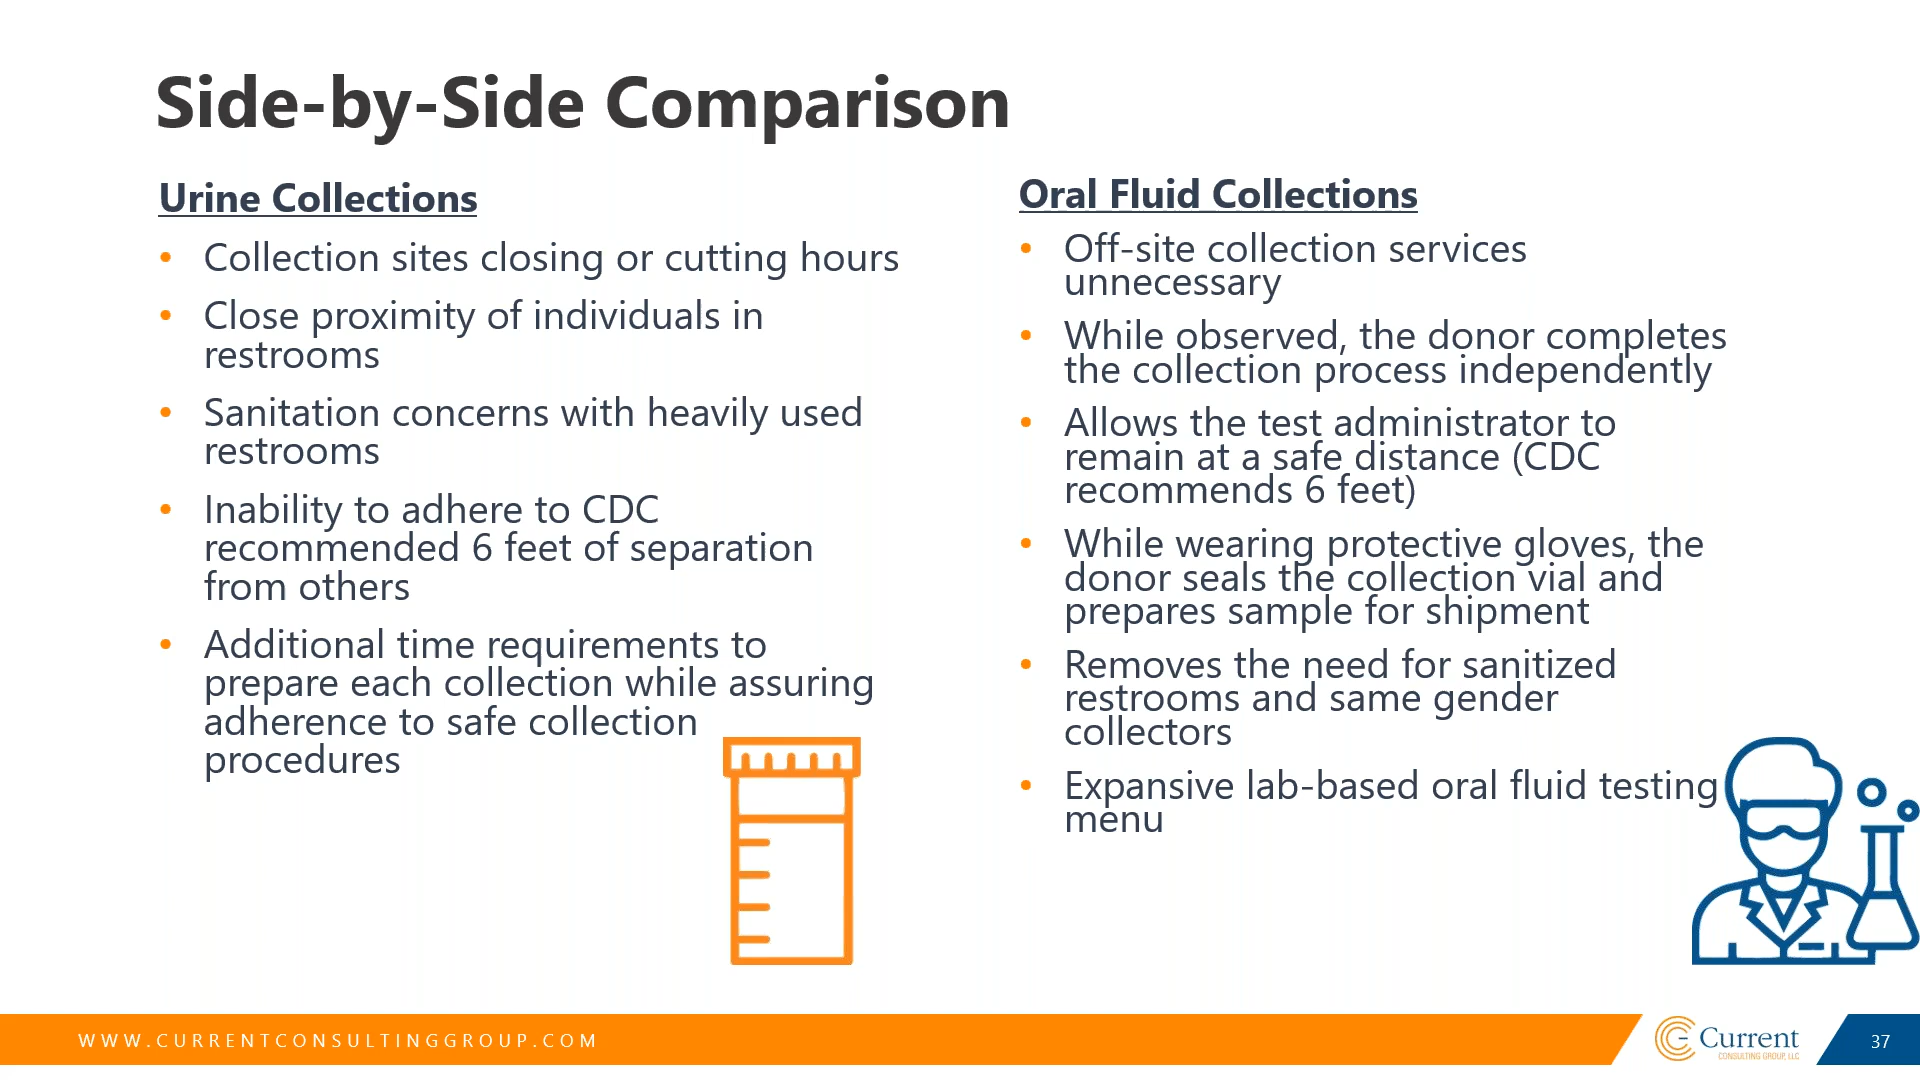 Side-by-Side Comparison
Urine Collections
• Collection sites closing or cutting hours
• Close proximity of individuals in
restrooms
• Sanitation concerns with heavily used
restrooms
• Inability to adhere to CDC
recommended 6 feet of separation
from others
• Additional time requirements to
prepare each collection while assuring
adherence to safe collection
procedures
Oral Fluid Collections
• Off-site collection services
unnecessary
• While observed, the donor completes
the collection process independently
• Allows the test administrator to
remain at a safe distance (CDC
recommends 6 feet)
• While wearing protective gloves, the
donor seals the collection vial and
prepares sample for shipment
• Removes the need for sanitized
restrooms and same gender
collectors
• Expansive lab-based oral fluid testing
menu
WWW.CURRENTCONSULTINGGROUP.COM
Current
CONSULTING GROUP, LLC
37